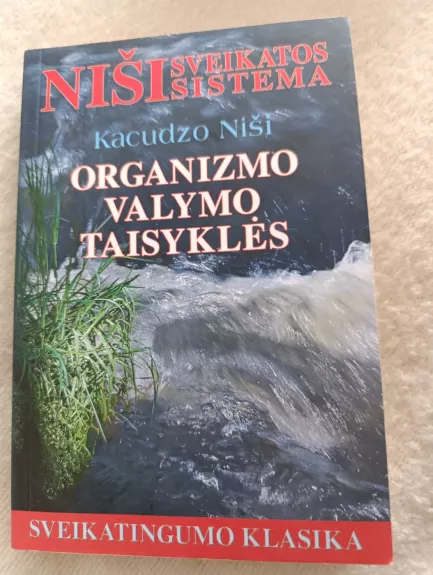 NIŠI SVEIKATOS
SISTEMA
Kacudzo Niši
ORGANIZMO
VALYMO
TAISYKLĖS
SVEIKATINGUMO KLASIKA